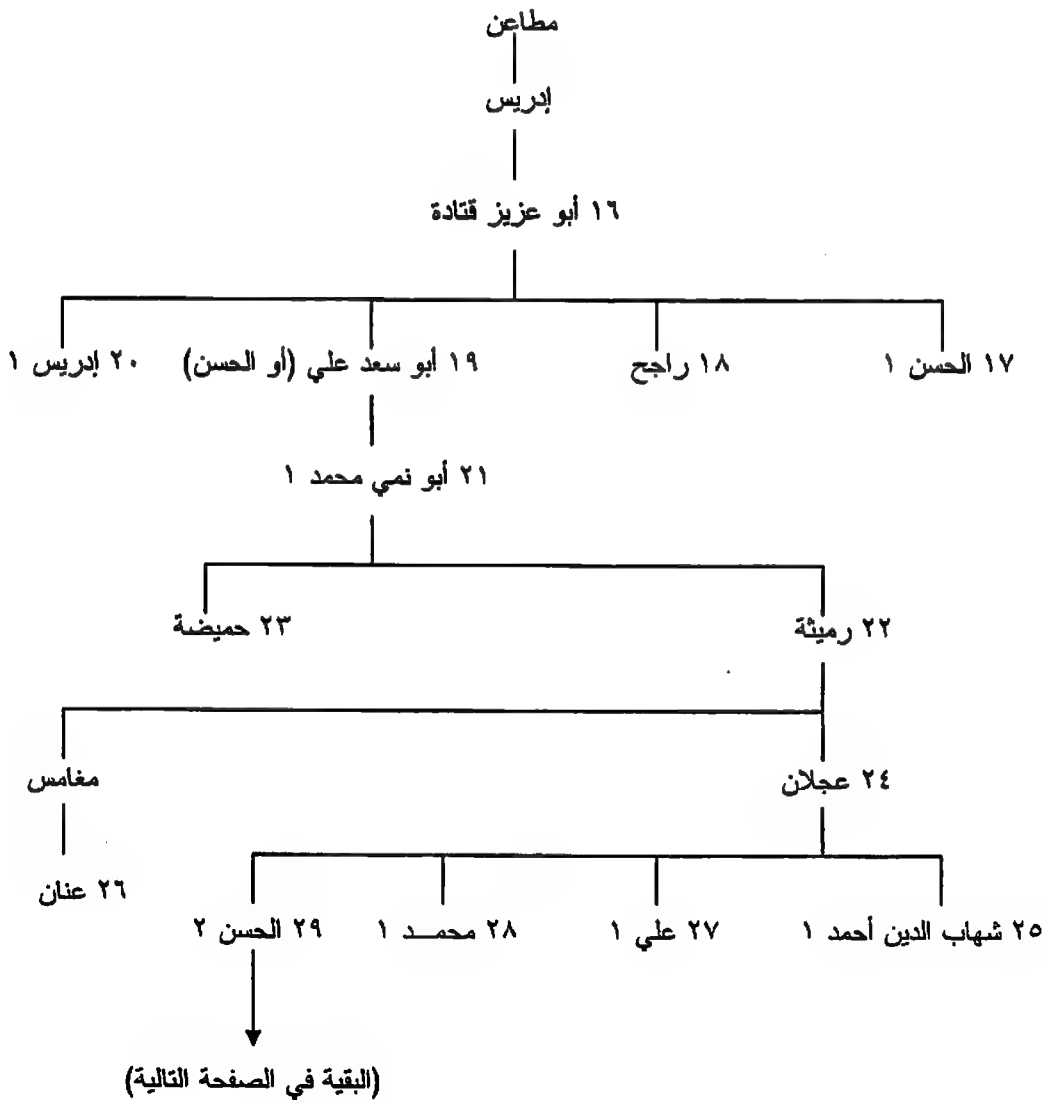 مطاعن
إدريس
١٦ أبو عزيز قتادة
١٧ الحسن ١
١٨ راجح
١٩ أبو سعد علي (أو الحسن)
٢٠ إدريس ١
٢١ أبو نمي محمد ١
٢٢ رميثة
٢٣ حميضة
٢٤ عجلان
مغامس
٢٥ شهاب الدين أحمد ١
٢٦ عنان
٢٧ علي ١
٢٨ محمــد ١
٢٩ الحسن ٢
(البقية في الصفحة التالية)